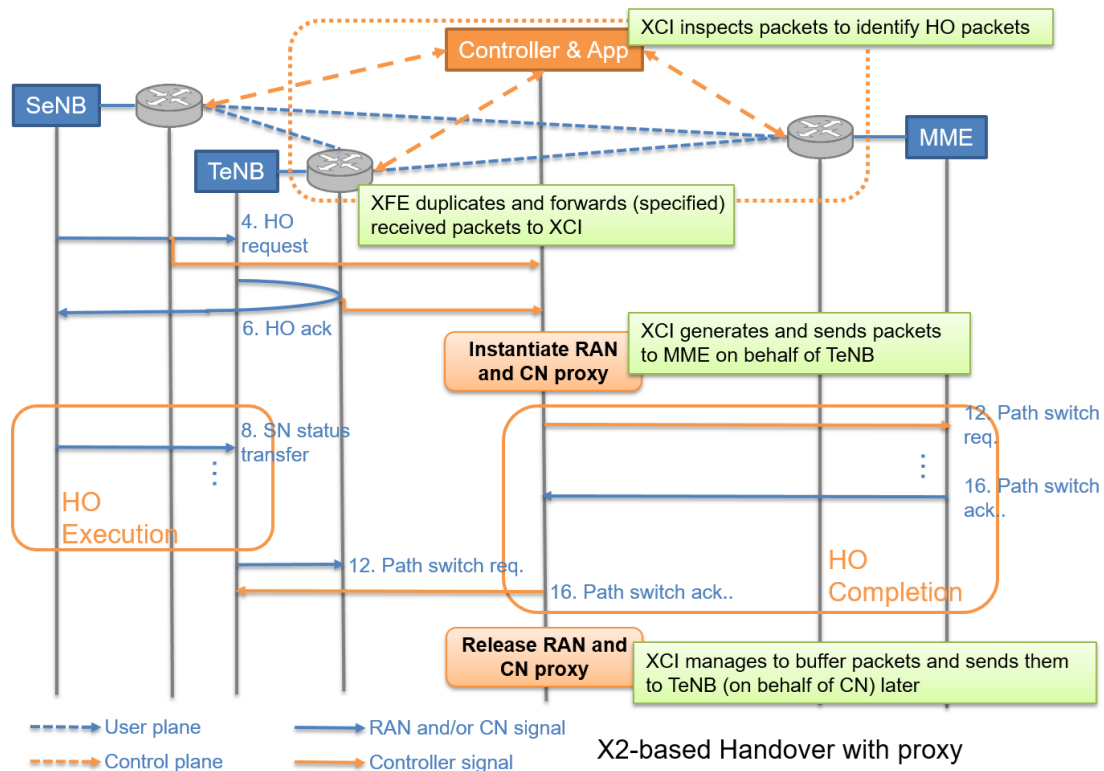 XCI inspects packets to identify HO packets
Controller & App
SeNB
MME
TeNB
XFE duplicates and forwards (specified)
received packets to XCI
4. HO
request
6. HO ack
XCI generates and sends packets
to MME on behalf of TeNB
Instantiate RAN
and CN proxy
8. SN status
transfer
⋮
HO
Execution
12. Path switch
req.
⋮
16. Path switch
ack..
12. Path switch req.
HO
Completion
16. Path switch ack..
Release RAN and
CN proxy
XCI manages to buffer packets and sends them
to TeNB (on behalf of CN) later
User plane
RAN and/or CN signal
Control plane
Controller signal
X2-based Handover with proxy